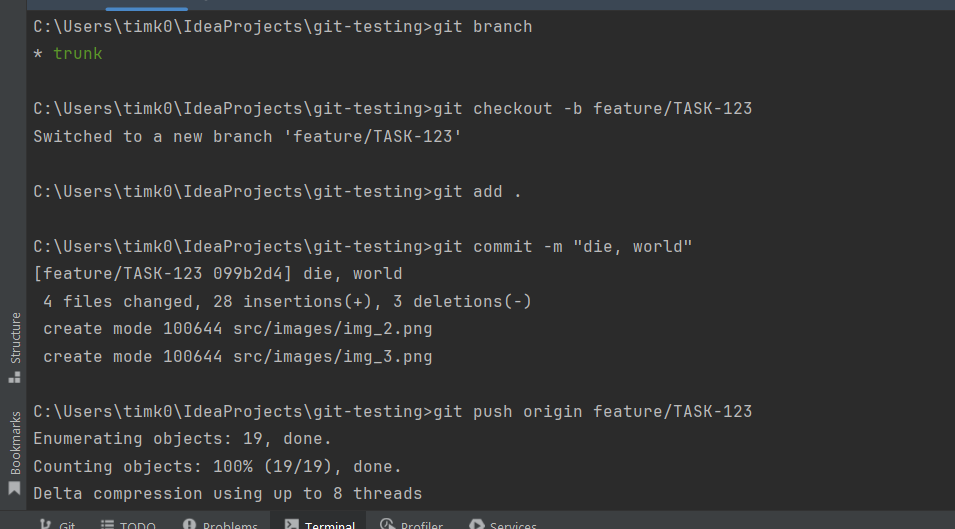 C:\Users\timk0\IdeaProjects\git-testing>git branch
* trunk
C:\Users\timk0\IdeaProjects\git-testing>git checkout -b feature/TASK-123
Switched to a new branch 'feature/TASK-123'
C:\Users\timk0\IdeaProjects\git-testing>git add .
C:\Users\timk0\IdeaProjects\git-testing>git commit -m "die, world"
[feature/TASK-123 099b2d4] die, world
4 files changed, 28 insertions(+), 3 deletions(-)
create mode 100644 src/images/img_2.png
create mode 100644 src/images/img_3.png
C:\Users\timk0\IdeaProjects\git-testing>git push origin feature/TASK-123
Enumerating objects: 19, done.
Counting objects: 100% (19/19), done.
Delta compression using up to 8 threads
Structure
Bookmarks
Git TODO Problems Terminal Profiler Services